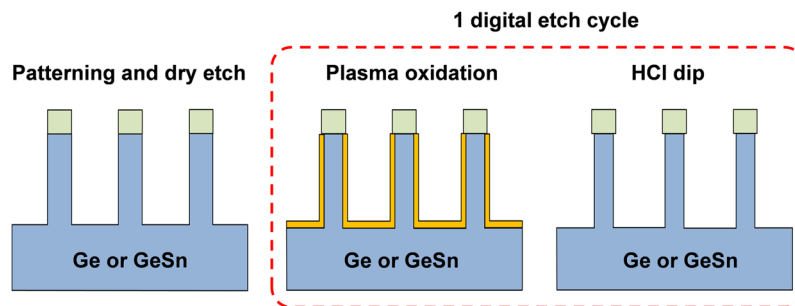 1 digital etch cycle
Patterning and dry etch
Plasma oxidation
HCl dip
Ge or GeSn
Ge or GeSn
Ge or GeSn